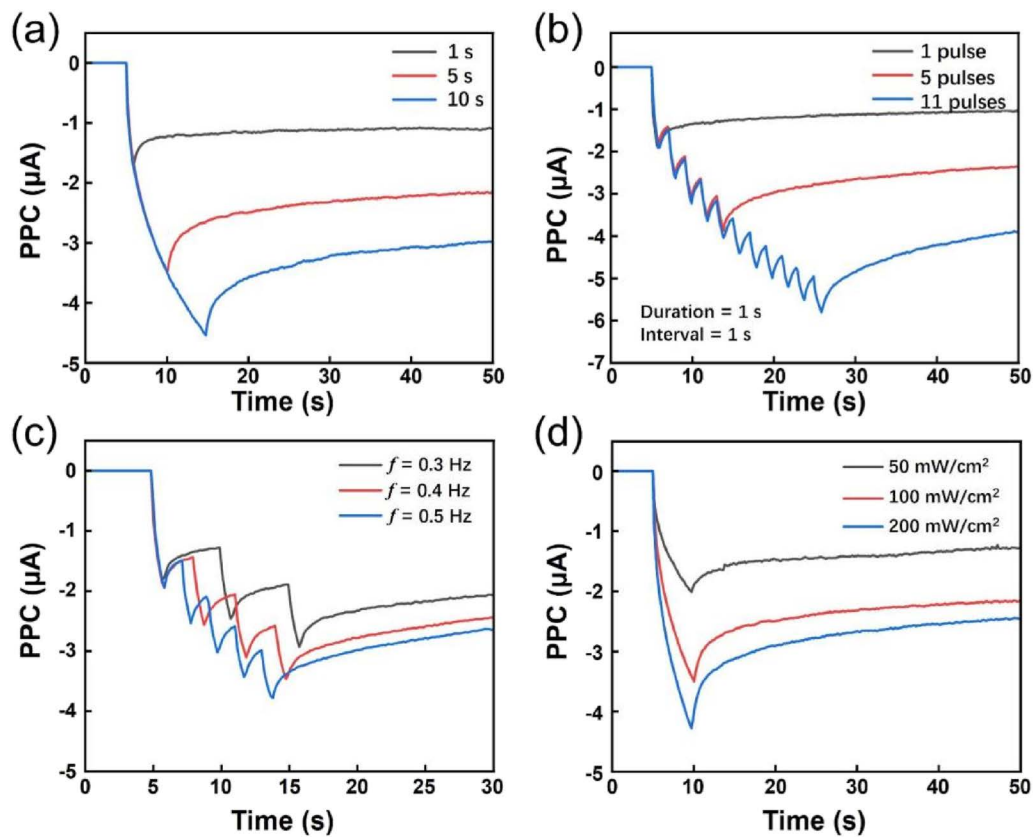 (a)
1 s
5 s
10 s
0
-1
-2
-3
-4
-5
PPC (μA)
0 10 20 30 40 50
Time (s)
(b)
1 pulse
5 pulses
11 pulses
0
-1
-2
-3
-4
-5
-6
-7
PPC (μA)
Duration = 1 s
Interval = 1 s
0 10 20 30 40 50
Time (s)
(c)
f = 0.3 Hz
f = 0.4 Hz
f = 0.5 Hz
0
-1
-2
-3
-4
-5
PPC (μA)
0 5 10 15 20 25 30
Time (s)
(d)
50 mW/cm²
100 mW/cm²
200 mW/cm²
0
-1
-2
-3
-4
-5
PPC (μA)
0 10 20 30 40 50
Time (s)